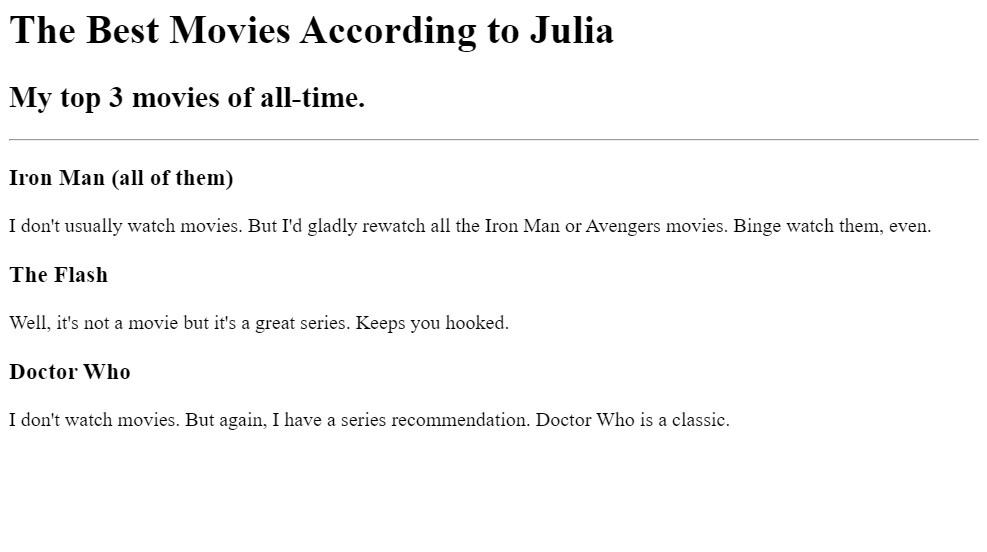 The Best Movies According to Julia
My top 3 movies of all-time.
Iron Man (all of them)
I don't usually watch movies. But I'd gladly rewatch all the Iron Man or Avengers movies. Binge watch them, even.
The Flash
Well, it's not a movie but it's a great series. Keeps you hooked.
Doctor Who
I don't watch movies. But again, I have a series recommendation. Doctor Who is a classic.